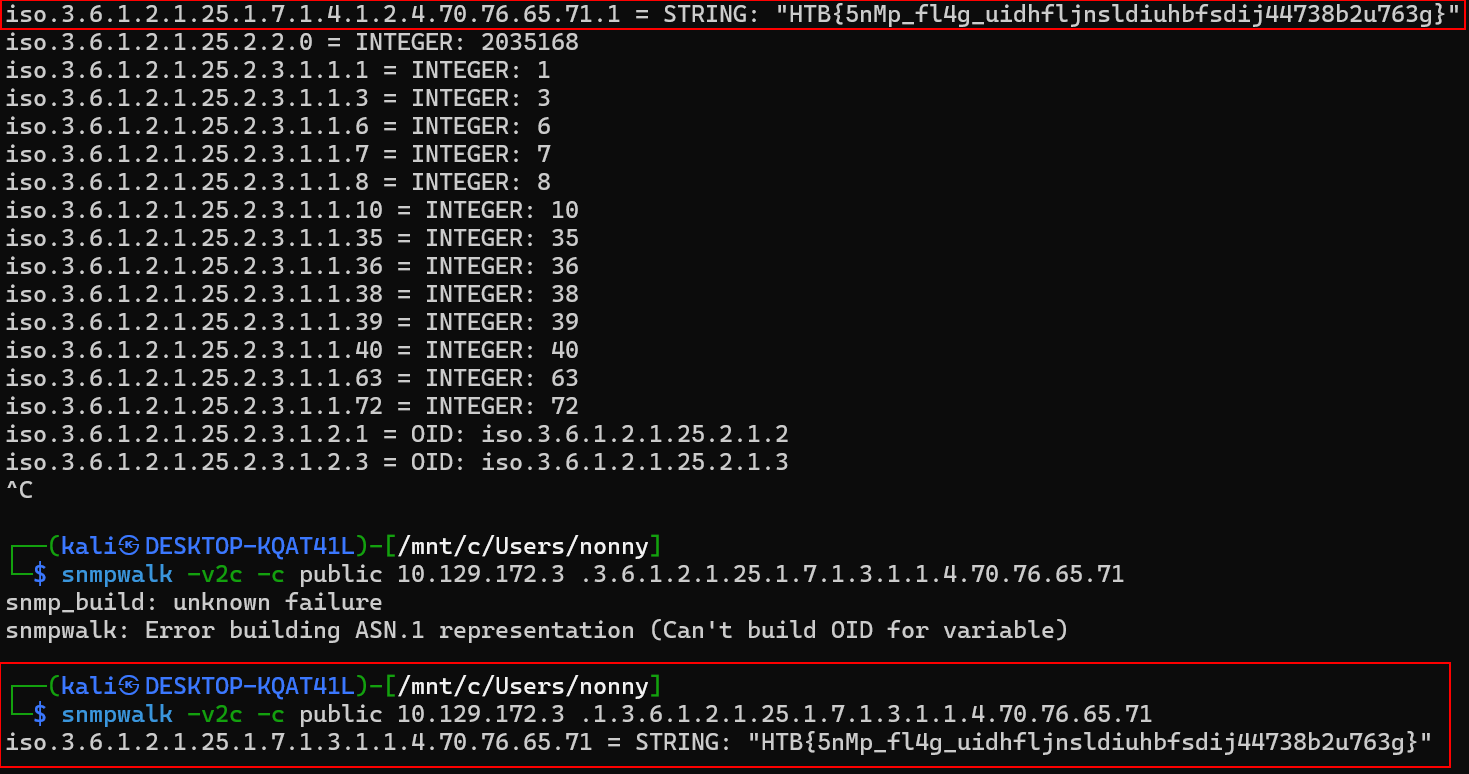 iso.3.6.1.2.1.25.1.7.1.4.1.2.4.70.76.65.71.1 = STRING: "HTB{5nMp_fl4g_uidhfljnsldiuhbfsdij44738b2u763g}"
iso.3.6.1.2.1.25.2.2.0 = INTEGER: 2035168
iso.3.6.1.2.1.25.2.3.1.1.1 = INTEGER: 1
iso.3.6.1.2.1.25.2.3.1.1.3 = INTEGER: 3
iso.3.6.1.2.1.25.2.3.1.1.6 = INTEGER: 6
iso.3.6.1.2.1.25.2.3.1.1.7 = INTEGER: 7
iso.3.6.1.2.1.25.2.3.1.1.8 = INTEGER: 8
iso.3.6.1.2.1.25.2.3.1.1.10 = INTEGER: 10
iso.3.6.1.2.1.25.2.3.1.1.35 = INTEGER: 35
iso.3.6.1.2.1.25.2.3.1.1.36 = INTEGER: 36
iso.3.6.1.2.1.25.2.3.1.1.38 = INTEGER: 38
iso.3.6.1.2.1.25.2.3.1.1.39 = INTEGER: 39
iso.3.6.1.2.1.25.2.3.1.1.40 = INTEGER: 40
iso.3.6.1.2.1.25.2.3.1.1.63 = INTEGER: 63
iso.3.6.1.2.1.25.2.3.1.1.72 = INTEGER: 72
iso.3.6.1.2.1.25.2.3.1.2.1 = OID: iso.3.6.1.2.1.25.2.1.2
iso.3.6.1.2.1.25.2.3.1.2.3 = OID: iso.3.6.1.2.1.25.2.1.3
^C
┌──(kali㉿DESKTOP-KQAT41L)-[/mnt/c/Users/nonny]
└─$ snmpwalk -v2c -c public 10.129.172.3 .3.6.1.2.1.25.1.7.1.3.1.1.4.70.76.65.71
snmp_build: unknown failure
snmpwalk: Error building ASN.1 representation (Can't build OID for variable)
┌──(kali㉿DESKTOP-KQAT41L)-[/mnt/c/Users/nonny]
└─$ snmpwalk -v2c -c public 10.129.172.3 .1.3.6.1.2.1.25.1.7.1.3.1.1.4.70.76.65.71
iso.3.6.1.2.1.25.1.7.1.3.1.1.4.70.76.65.71 = STRING: "HTB{5nMp_fl4g_uidhfljnsldiuhbfsdij44738b2u763g}"